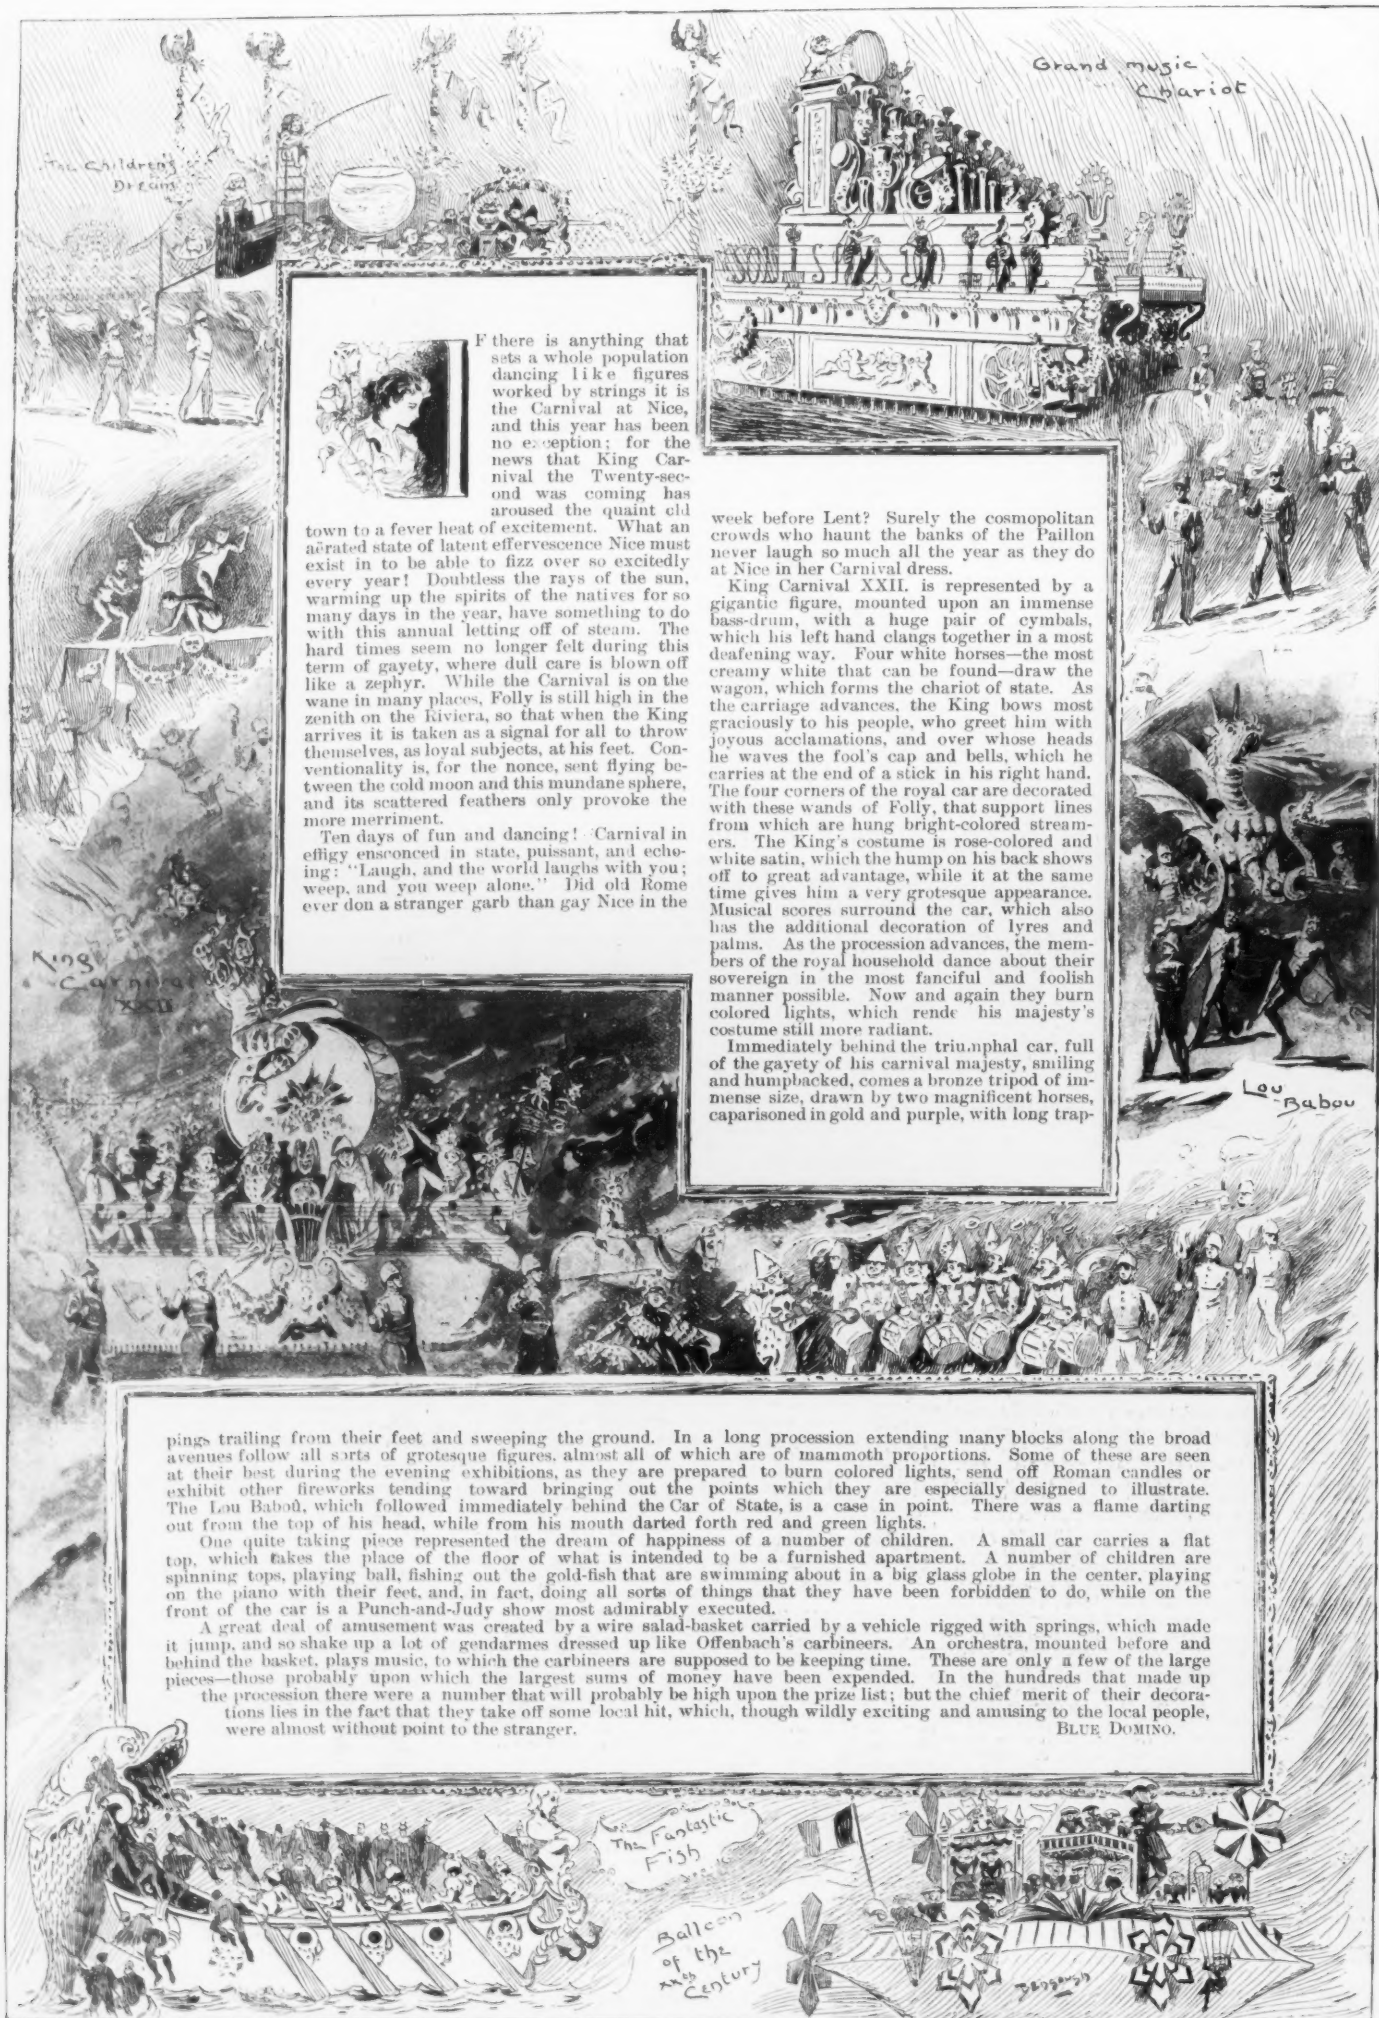 The Children's
Dream
Grand music
Chariot
F there is anything that
sets a whole population
dancing like figures
worked by strings it is
the Carnival at Nice,
and this year has been
no e. ception; for the
news that King Car-
nival the Twenty-sec-
ond was coming has
aroused the quaint old
town to a fever heat of excitement. What an
aërated state of latent effervescence Nice must
exist in to be able to fizz over so excitedly
every year! Doubtless the rays of the sun,
warming up the spirits of the natives for so
many days in the year, have something to do
with this annual letting off of steam. The
hard times seem no longer felt during this
term of gayety, where dull care is blown off
like a zephyr. While the Carnival is on the
wane in many places, Folly is still high in the
zenith on the Riviera, so that when the King
arrives it is taken as a signal for all to throw
themselves, as loyal subjects, at his feet. Con-
ventionality is, for the nonce, sent flying be-
tween the cold moon and this mundane sphere,
and its scattered feathers only provoke the
more merriment.
Ten days of fun and dancing! Carnival in
effigy ensconced in state, puissant, and echo-
ing: "Laugh, and the world laughs with you;
weep, and you weep alone." Did old Rome
ever don a stranger garb than gay Nice in the
week before Lent? Surely the cosmopolitan
crowds who haunt the banks of the Paillon
never laugh so much all the year as they do
at Nice in her Carnival dress.
King Carnival XXII. is represented by a
gigantic figure, mounted upon an immense
bass-drum, with a huge pair of cymbals,
which his left hand clangs together in a most
deafening way. Four white horses—the most
creamy white that can be found—draw the
wagon, which forms the chariot of state. As
the carriage advances, the King bows most
graciously to his people, who greet him with
joyous acclamations, and over whose heads
he waves the fool's cap and bells, which he
carries at the end of a stick in his right hand.
The four corners of the royal car are decorated
with these wands of Folly, that support lines
from which are hung bright-colored stream-
ers. The King's costume is rose-colored and
white satin, which the hump on his back shows
off to great advantage, while it at the same
time gives him a very grotesque appearance.
Musical scores surround the car, which also
has the additional decoration of lyres and
palms. As the procession advances, the mem-
bers of the royal household dance about their
sovereign in the most fanciful and foolish
manner possible. Now and again they burn
colored lights, which rende his majesty's
costume still more radiant.
Immediately behind the triumphal car, full
of the gayety of his carnival majesty, smiling
and humpbacked, comes a bronze tripod of im-
mense size, drawn by two magnificent horses,
caparisoned in gold and purple, with long trap-
King
Carnival
XXII
Lou
Babou
pings trailing from their feet and sweeping the ground. In a long procession extending many blocks along the broad
avenues follow all sorts of grotesque figures, almost all of which are of mammoth proportions. Some of these are seen
at their best during the evening exhibitions, as they are prepared to burn colored lights, send off Roman candles or
exhibit other fireworks tending toward bringing out the points which they are especially designed to illustrate.
The Lou Baboû, which followed immediately behind the Car of State, is a case in point. There was a flame darting
out from the top of his head, while from his mouth darted forth red and green lights.
One quite taking piece represented the dream of happiness of a number of children. A small car carries a flat
top, which takes the place of the floor of what is intended to be a furnished apartment. A number of children are
spinning tops, playing ball, fishing out the gold-fish that are swimming about in a big glass globe in the center, playing
on the piano with their feet, and, in fact, doing all sorts of things that they have been forbidden to do, while on the
front of the car is a Punch-and-Judy show most admirably executed.
A great deal of amusement was created by a wire salad-basket carried by a vehicle rigged with springs, which made
it jump, and so shake up a lot of gendarmes dressed up like Offenbach's carbineers. An orchestra, mounted before and
behind the basket, plays music, to which the carbineers are supposed to be keeping time. These are only a few of the large
pieces—those probably upon which the largest sums of money have been expended. In the hundreds that made up
the procession there were a number that will probably be high upon the prize list; but the chief merit of their decora-
tions lies in the fact that they take off some local hit, which, though wildly exciting and amusing to the local people,
were almost without point to the stranger. BLUE DOMINO.
The Fantastic
Fish
Balloon
of the
XXth
Century
Bengough